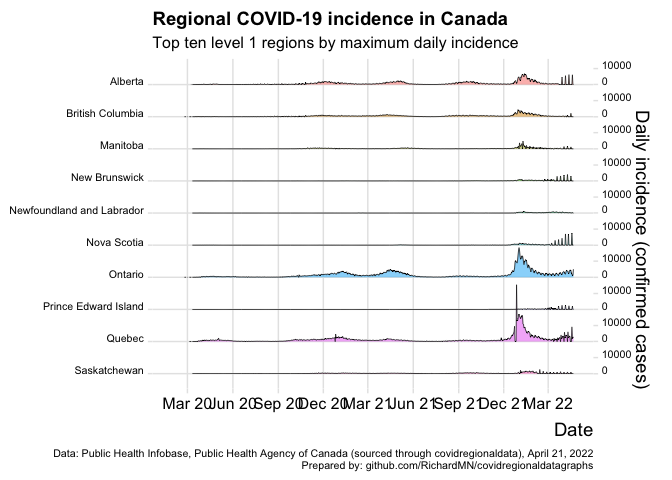 Regional COVID-19 incidence in Canada
Top ten level 1 regions by maximum daily incidence
Alberta
10000
0
British Columbia
10000
0
Manitoba
10000
0
New Brunswick
10000
0
Newfoundland and Labrador
10000
0
Nova Scotia
10000
0
Ontario
10000
0
Prince Edward Island
10000
0
Quebec
10000
0
Saskatchewan
10000
0
Daily incidence (confirmed cases)
Mar 20 Jun 20 Sep 20 Dec 20 Mar 21 Jun 21 Sep 21 Dec 21 Mar 22
Date
Data: Public Health Infobase, Public Health Agency of Canada (sourced through covidregionaldata), April 21, 2022
Prepared by: github.com/RichardMN/covidregionaldatagraphs